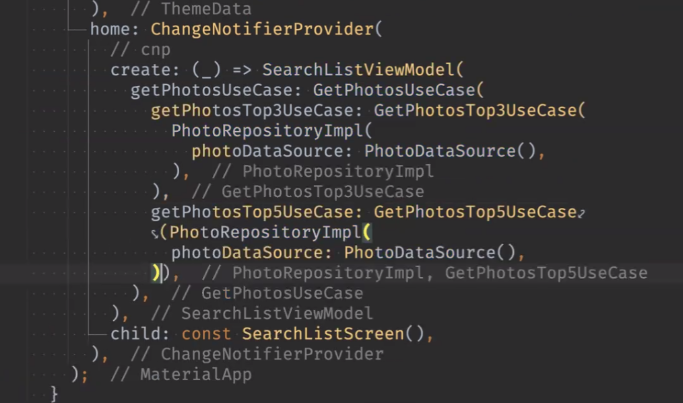 ), // ThemeData
home: ChangeNotifierProvider(
// cnp
create: (_) => SearchListViewModel(
getPhotosUseCase: GetPhotosUseCase(
getPhotosTop3UseCase: GetPhotosTop3UseCase(
PhotoRepositoryImpl(
photoDataSource: PhotoDataSource(),
), // PhotoRepositoryImpl
), // GetPhotosTop3UseCase
getPhotosTop5UseCase: GetPhotosTop5UseCase
(PhotoRepositoryImpl(
photoDataSource: PhotoDataSource(),
)), // PhotoRepositoryImpl, GetPhotosTop5UseCase
), // GetPhotosUseCase
), // SearchListViewModel
child: const SearchListScreen(),
), // ChangeNotifierProvider
); // MaterialApp
}